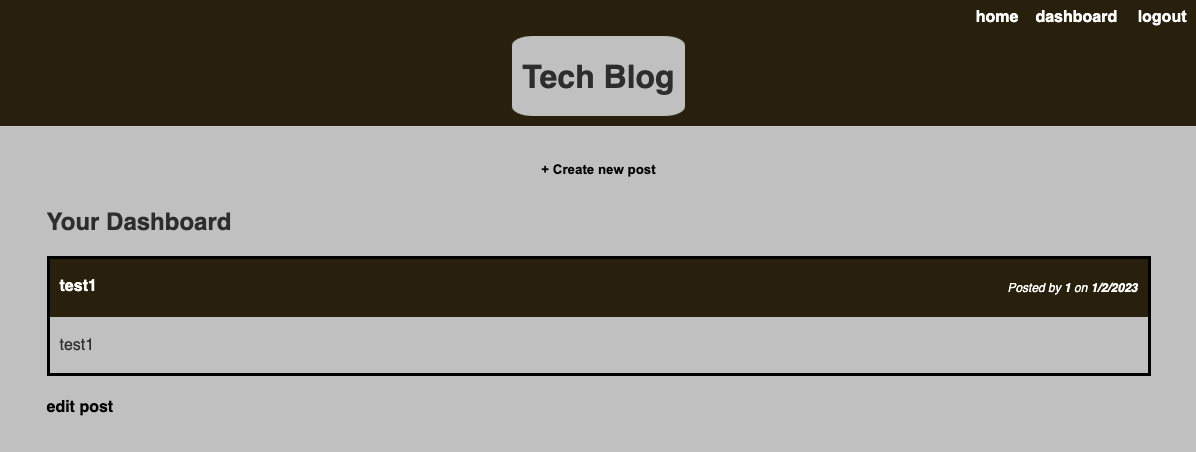 home dashboard logout
Tech Blog
+ Create new post
Your Dashboard
test1 Posted by 1 on 1/2/2023
test1
edit post